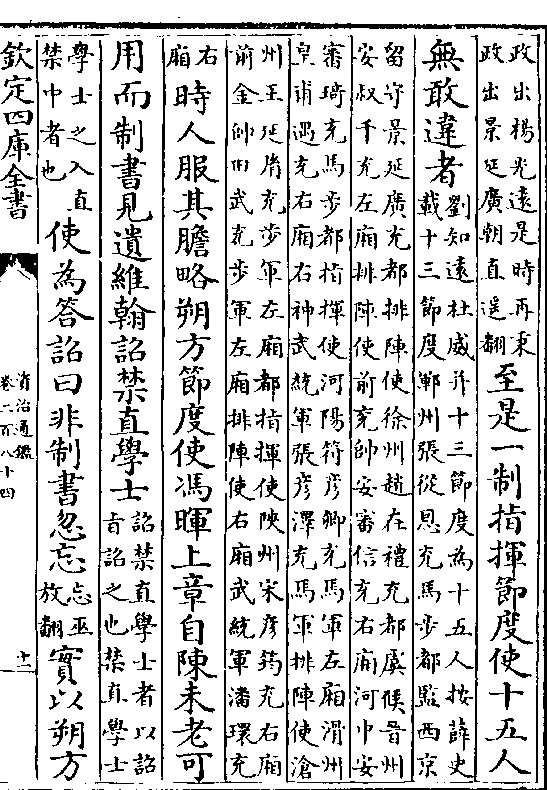 政出楊光遠是時再秉
政出景延廣朝直遥翻
至是一制指揮節度使十五人
無敢違者
劉知遠杜威并十三節度為十五人按薛史
載十三節度鄆州張從恩充馬步都監西京
留守景延廣充都排陣使徐州趙在禮充都虞候晉州
安叔千充左廂排陣使前兖帥安審信充右廂河中安
審琦充馬步都指揮使河陽符彦卿充馬軍左廂滑州
皇甫遇充右廂右神武統軍張彦澤充馬軍排陣使滄
州王廷胤充步軍左廂都指揮使陜州宋彦筠充右廂
前金帥田武充步軍左廂排陣使右廂武統軍潘環充
右
廂
時人服其膽略朔方節度使馮暉上章自陳未老可
用而制書見遺維翰詔禁直學士
詔禁直學士者以詔
旨詔之也禁直學士
學士之入直
禁中者也
使為答詔曰非制書忽忘
忘巫
放翻
實以朔方
欽定四庫全書
資治通鑑
卷二百八十四
十二